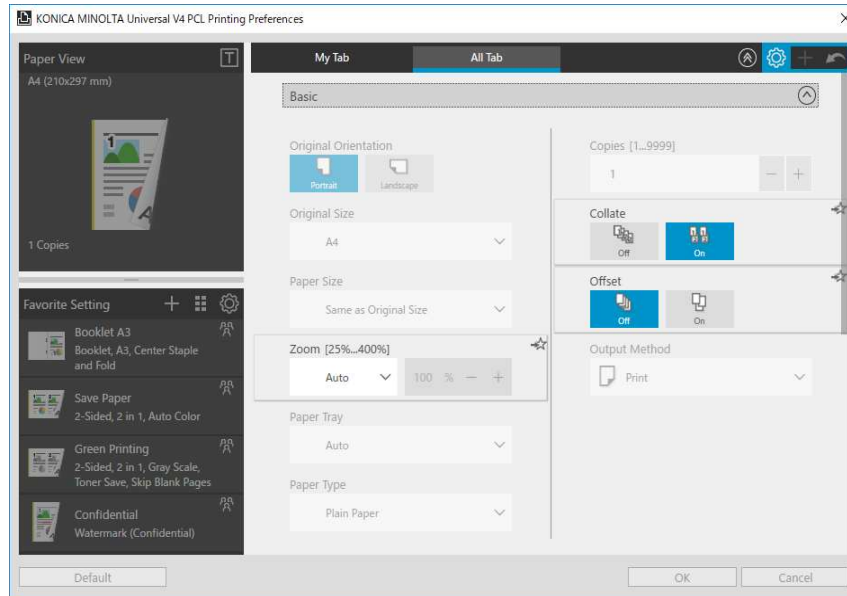 KONICA MINOLTA Universal V4 PCL Printing Preferences
Paper View
T
A4 (210x297 mm)
1
1 Copies
Favorite Setting
Booklet A3
Booklet, A3, Center Staple
and Fold
Save Paper
2-Sided, 2 in 1, Auto Color
Green Printing
2-Sided, 2 in 1, Gray Scale,
Toner Save, Skip Blank Pages
Confidential
Watermark (Confidential)
Default
My Tab
All Tab
Basic
Original Orientation
Portrait
Landscape
Original Size
A4
Paper Size
Same as Original Size
Zoom [25%...400%]
Auto
100 %
Paper Tray
Auto
Paper Type
Plain Paper
Copies [1...9999]
1
Collate
Off
On
Offset
Off
On
Output Method
Print
OK
Cancel